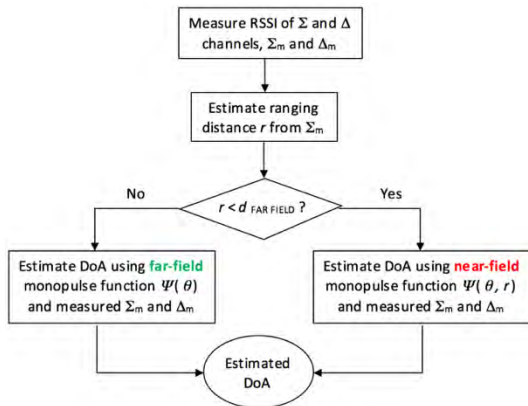 Measure RSSI of Σ and Δ
channels, Σm and Δm
Estimate ranging
distance r from Σm
No
r < d FAR FIELD ?
Yes
Estimate DoA using far-field
monopulse function Ψ( θ)
and measured Σm and Δm
Estimate DoA using near-field
monopulse function Ψ(θ, r)
and measured Σm and Δm
Estimated
DoA